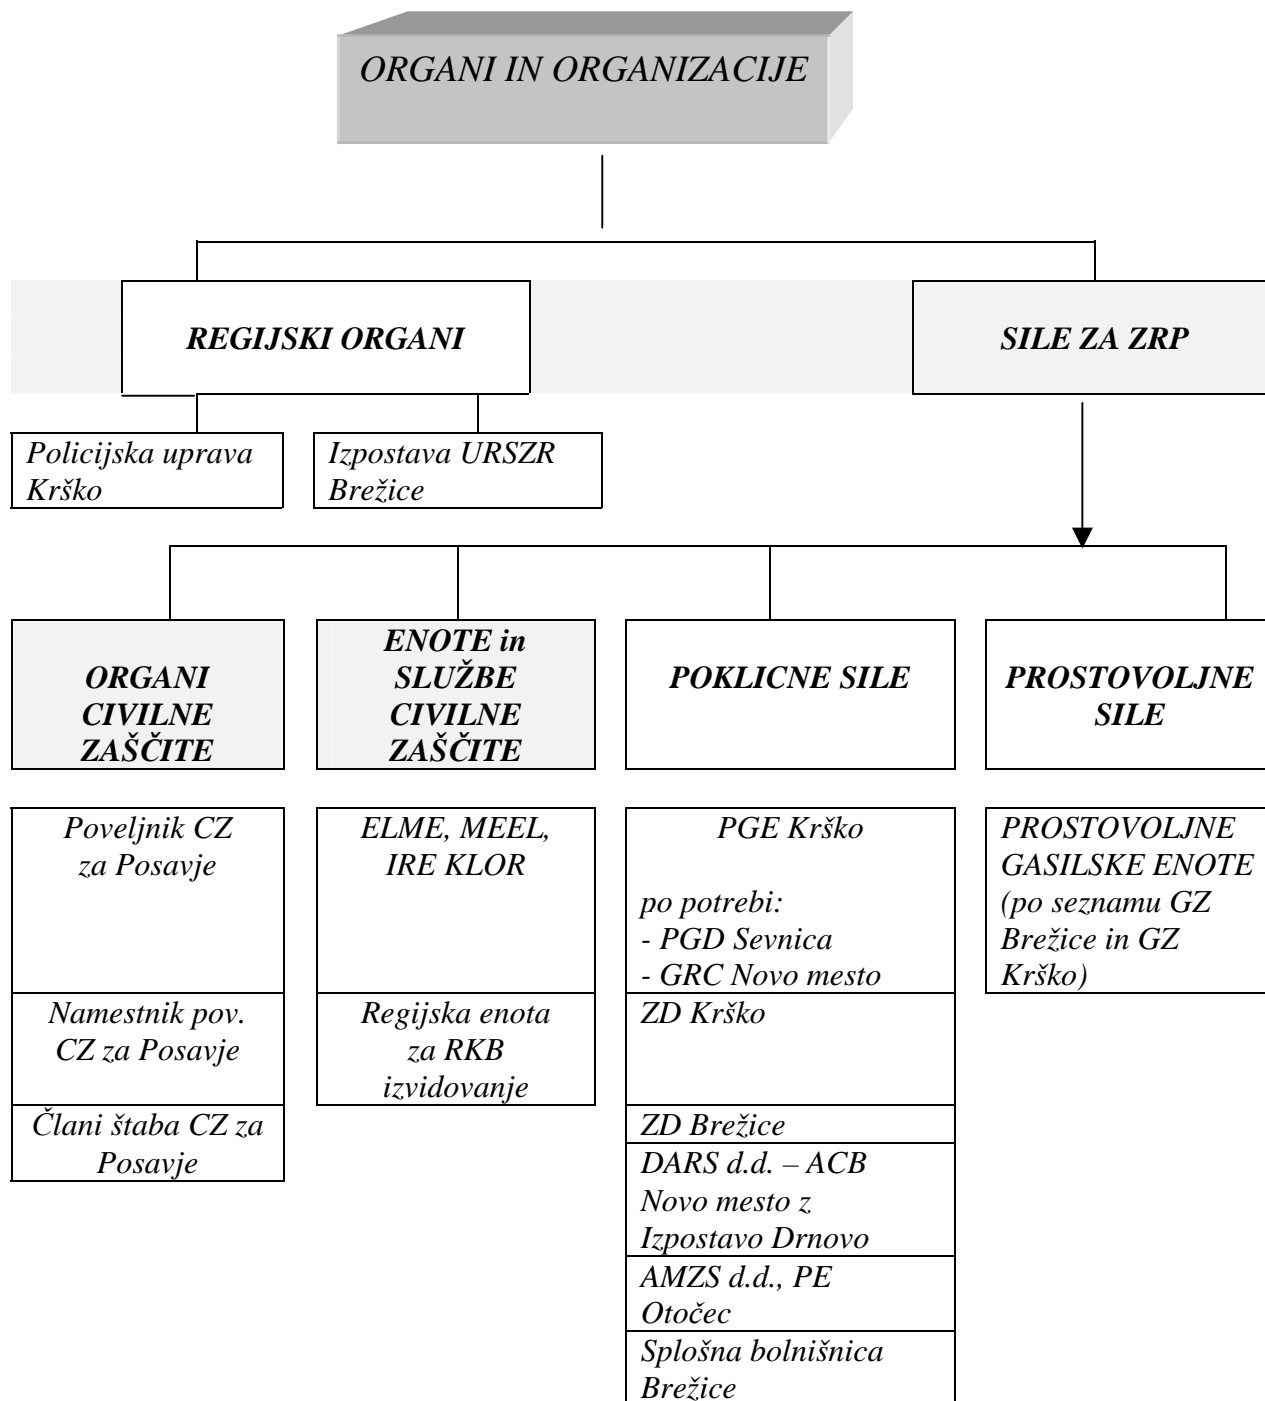 ORGANI IN ORGANIZACIJE
REGIJSKI ORGANI
SILE ZA ZRP
Policijska uprava
Krško
Izpostava URSZR
Brežice
ORGANI
CIVILNE
ZAŠČITE
ENOTE in
SLUŽBE
CIVILNE
ZAŠČITE
POKLICNE SILE
PROSTOVOLJNE
SILE
Poveljnik CZ
za Posavje
Namestnik pov.
CZ za Posavje
Člani štaba CZ za
Posavje
ELME, MEEL,
IRE KLOR
Regijska enota
za RKB
izvidovanje
PGE Krško
po potrebi:
- PGD Sevnica
- GRC Novo mesto
ZD Krško
ZD Brežice
DARS d.d. – ACB
Novo mesto z
Izpostavo Drnovo
AMZS d.d., PE
Otočec
Splošna bolnišnica
Brežice
PROSTOVOLJNE
GASILSKE ENOTE
(po seznamu GZ
Brežice in GZ
Krško)